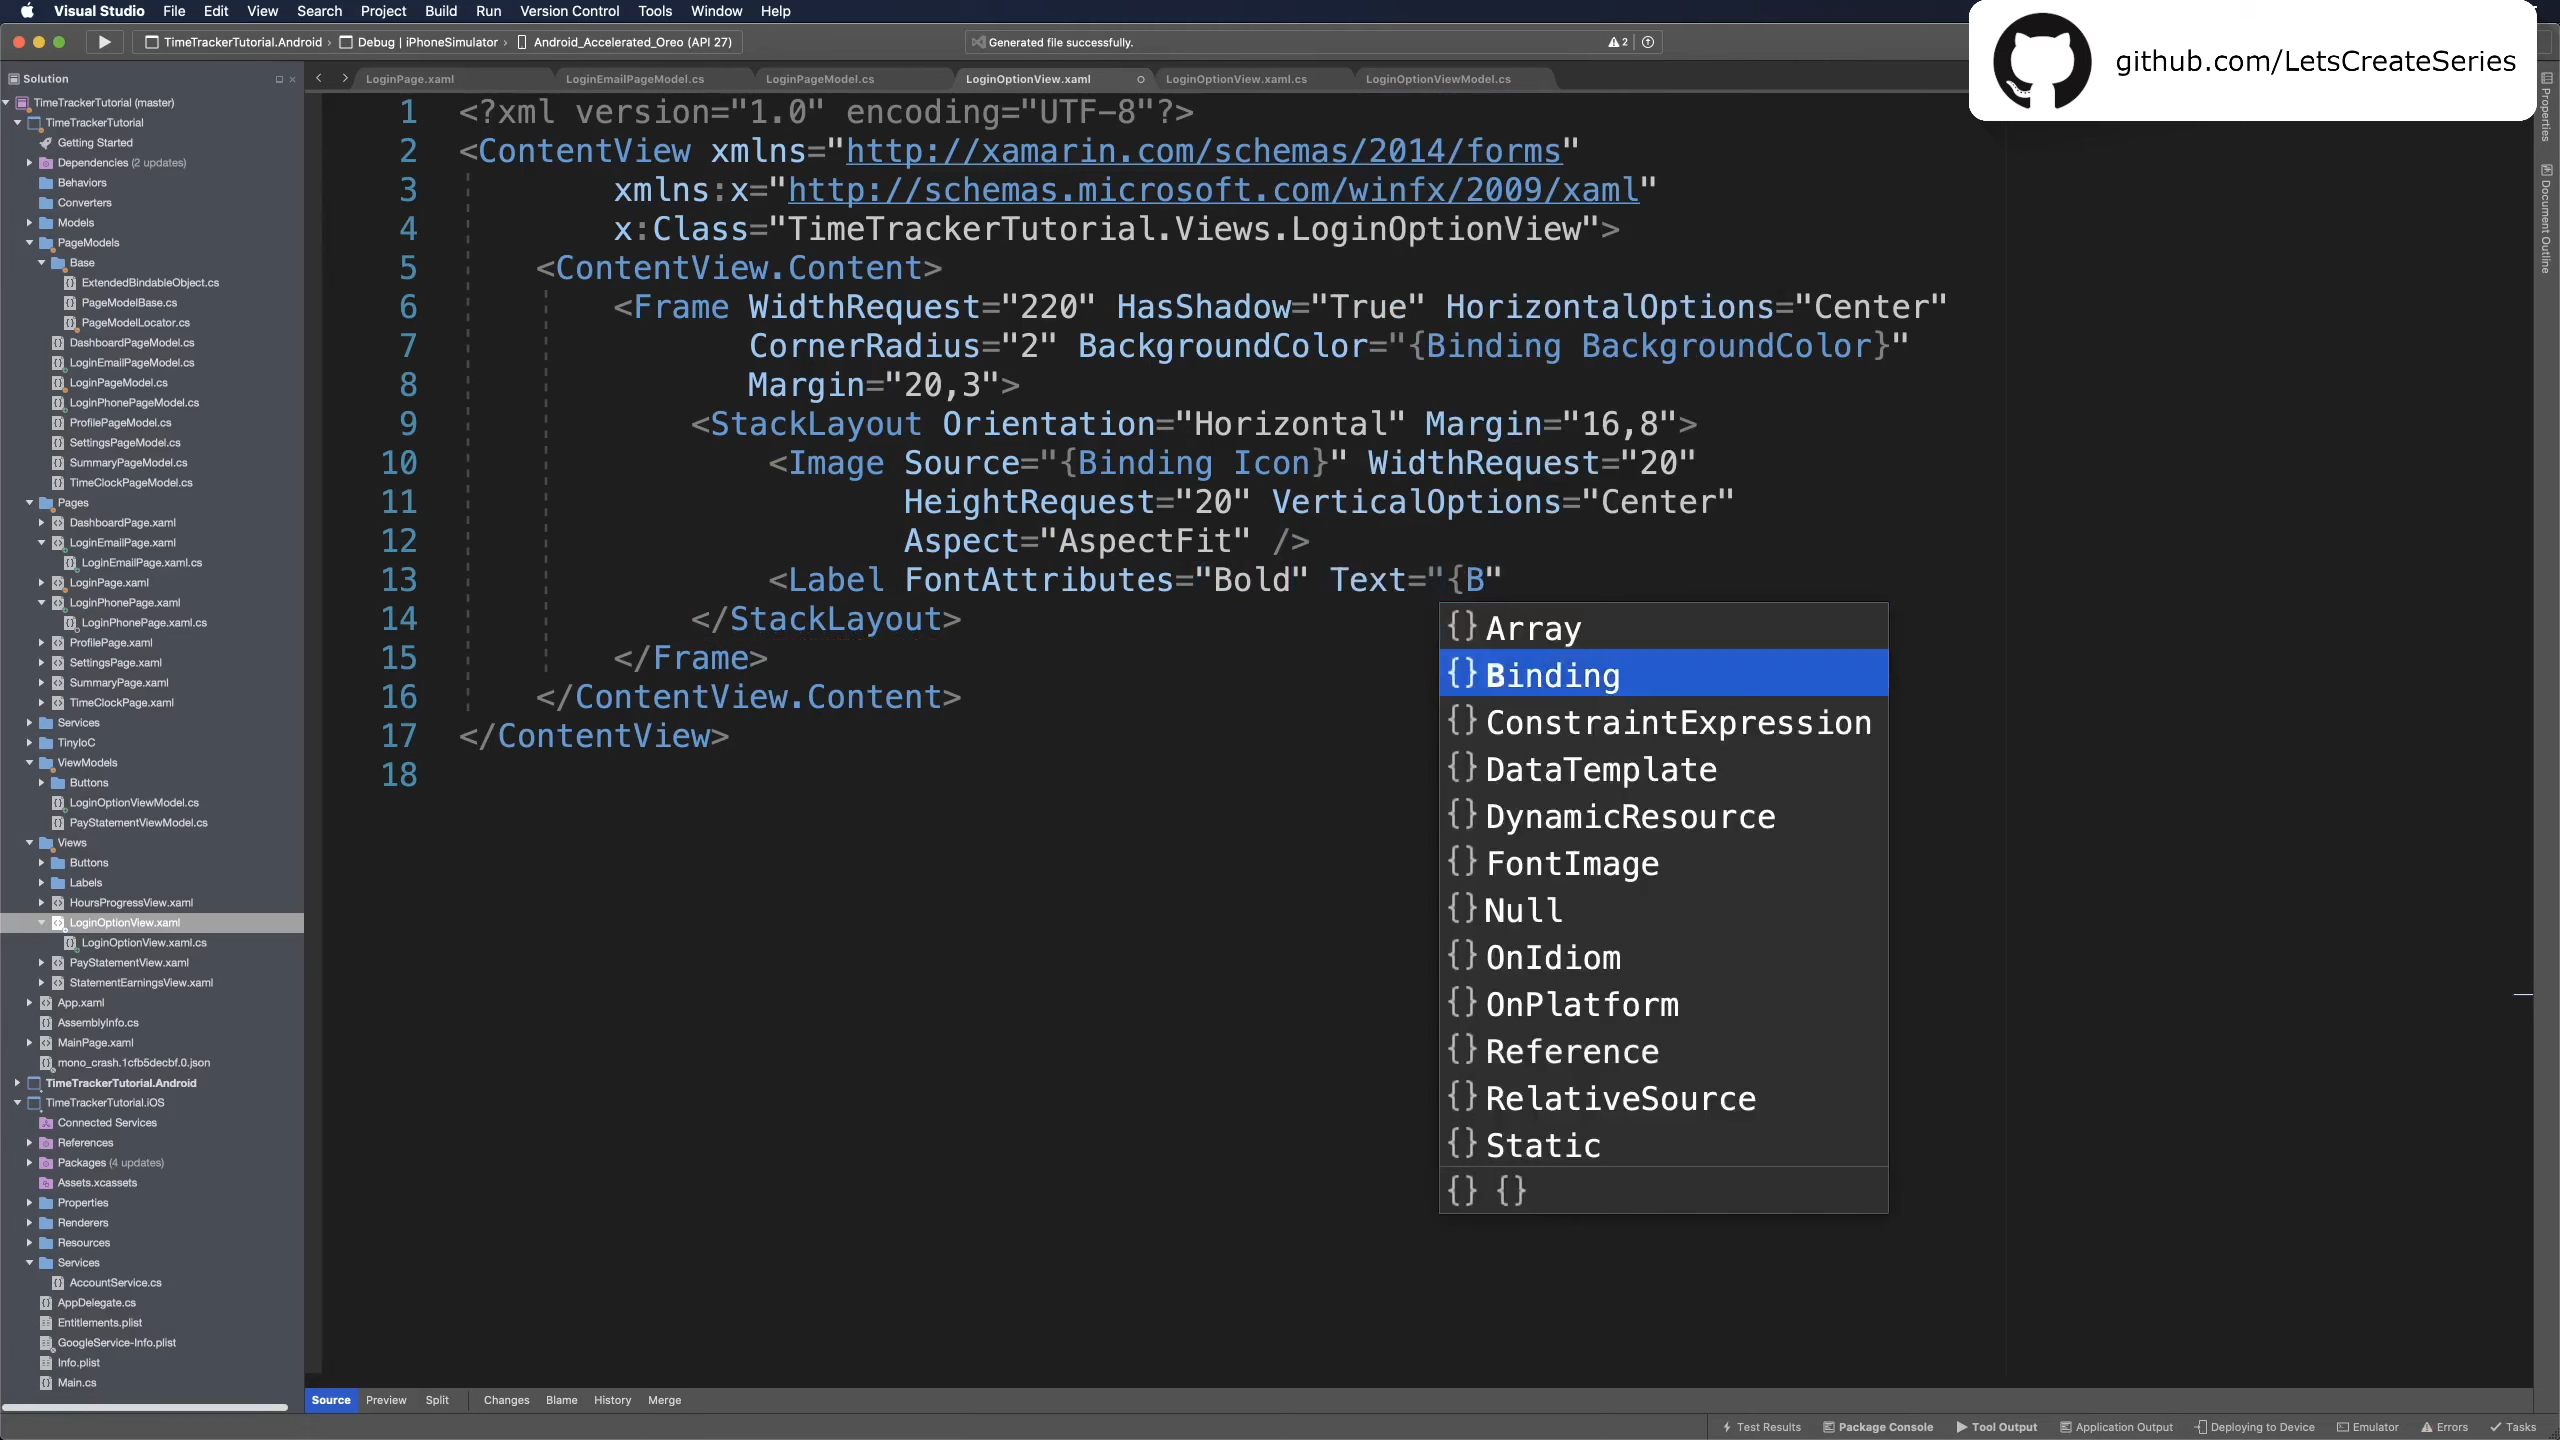 Visual Studio File Edit View Search Project Build Run Version Control Tools Window Help
TimeTrackerTutorial.Android › Debug | iPhoneSimulator › Android_Accelerated_Oreo (API 27)
Generated file successfully.
2
github.com/LetsCreateSeries
Solution
LoginPage.xaml
LoginEmailPageModel.cs
LoginPageModel.cs
LoginOptionView.xaml
LoginOptionView.xaml.cs
LoginOptionViewModel.cs
TimeTrackerTutorial (master)
TimeTrackerTutorial
Getting Started
Dependencies (2 updates)
Behaviors
Converters
Models
PageModels
Base
ExtendedBindableObject.cs
PageModelBase.cs
PageModelLocator.cs
DashboardPageModel.cs
LoginEmailPageModel.cs
LoginPageModel.cs
LoginPhonePageModel.cs
ProfilePageModel.cs
SettingsPageModel.cs
SummaryPageModel.cs
TimeClockPageModel.cs
Pages
DashboardPage.xaml
LoginEmailPage.xaml
LoginEmailPage.xaml.cs
LoginPage.xaml
LoginPhonePage.xaml
LoginPhonePage.xaml.cs
ProfilePage.xaml
SettingsPage.xaml
SummaryPage.xaml
TimeClockPage.xaml
Services
TinyIoC
ViewModels
Buttons
LoginOptionViewModel.cs
PayStatementViewModel.cs
Views
Buttons
Labels
HoursProgressView.xaml
LoginOptionView.xaml
LoginOptionView.xaml.cs
PayStatementView.xaml
StatementEarningsView.xaml
App.xaml
AssemblyInfo.cs
MainPage.xaml
mono_crash.1cfb5decbf.0.json
TimeTrackerTutorial.Android
TimeTrackerTutorial.iOS
Connected Services
References
Packages (4 updates)
Assets.xcassets
Properties
Renderers
Resources
Services
AccountService.cs
AppDelegate.cs
Entitlements.plist
GoogleService-Info.plist
Info.plist
Main.cs
1 <?xml version="1.0" encoding="UTF-8"?>
2 <ContentView xmlns="http://xamarin.com/schemas/2014/forms"
3 xmlns:x="http://schemas.microsoft.com/winfx/2009/xaml"
4 x:Class="TimeTrackerTutorial.Views.LoginOptionView">
5 <ContentView.Content>
6 <Frame WidthRequest="220" HasShadow="True" HorizontalOptions="Center"
7 CornerRadius="2" BackgroundColor="{Binding BackgroundColor}"
8 Margin="20,3">
9 <StackLayout Orientation="Horizontal" Margin="16,8">
10 <Image Source="{Binding Icon}" WidthRequest="20"
11 HeightRequest="20" VerticalOptions="Center"
12 Aspect="AspectFit" />
13 <Label FontAttributes="Bold" Text="{B"
14 </StackLayout>
15 </Frame>
16 </ContentView.Content>
17 </ContentView>
18
{} Array
{} Binding
{} ConstraintExpression
{} DataTemplate
{} DynamicResource
{} FontImage
{} Null
{} OnIdiom
{} OnPlatform
{} Reference
{} RelativeSource
{} Static
{} {}
Properties
Document Outline
Source Preview Split Changes Blame History Merge
Test Results Package Console Tool Output Application Output Deploying to Device Emulator Errors Tasks